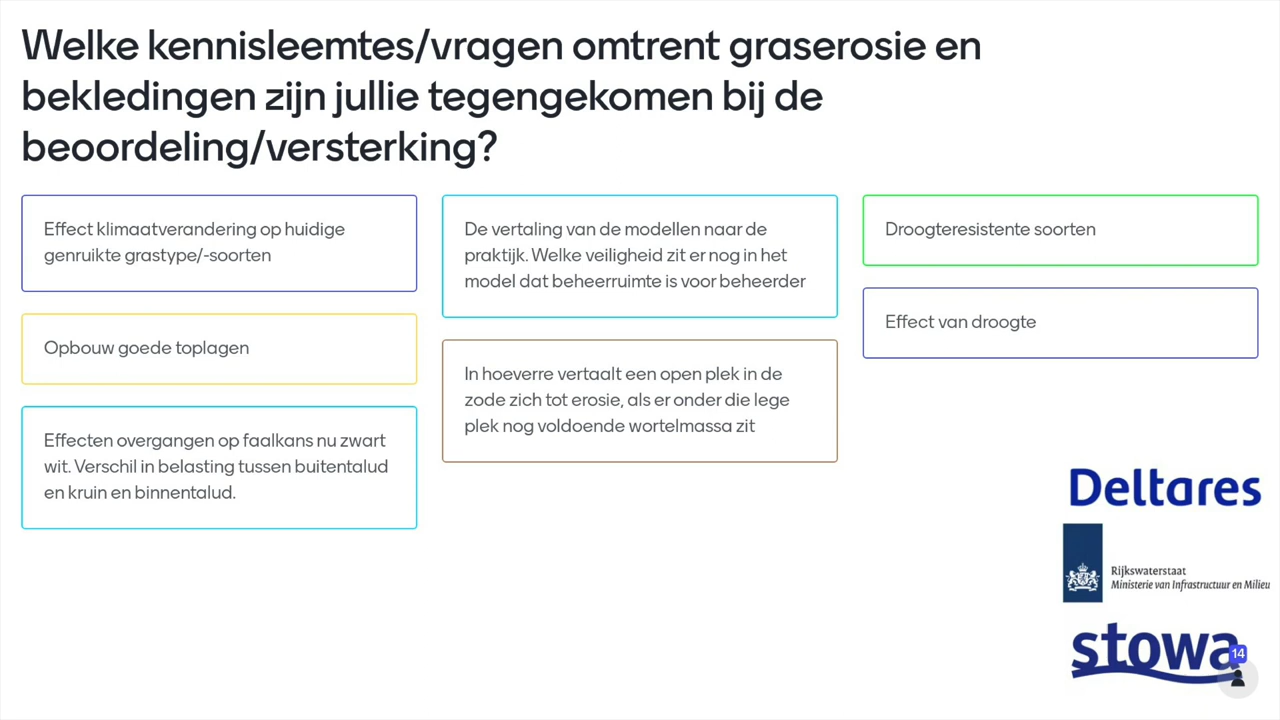 Welke kennisleemtes/vragen omtrent graserosie en
bekledingen zijn jullie tegengekomen bij de
beoordeling/versterking?
Effect klimaatverandering op huidige
genruikte grastype/-soorten
Opbouw goede toplagen
Effecten overgangen op faalkans nu zwart
wit. Verschil in belasting tussen buitentalud
en kruin en binnentalud.
De vertaling van de modellen naar de
praktijk. Welke veiligheid zit er nog in het
model dat beheerruimte is voor beheerder
In hoeverre vertaalt een open plek in de
zode zich tot erosie, als er onder die lege
plek nog voldoende wortelmassa zit
Droogteresistente soorten
Effect van droogte
Deltares
Rijkswaterstaat
Ministerie van Infrastructuur en Milieu
stowa
14